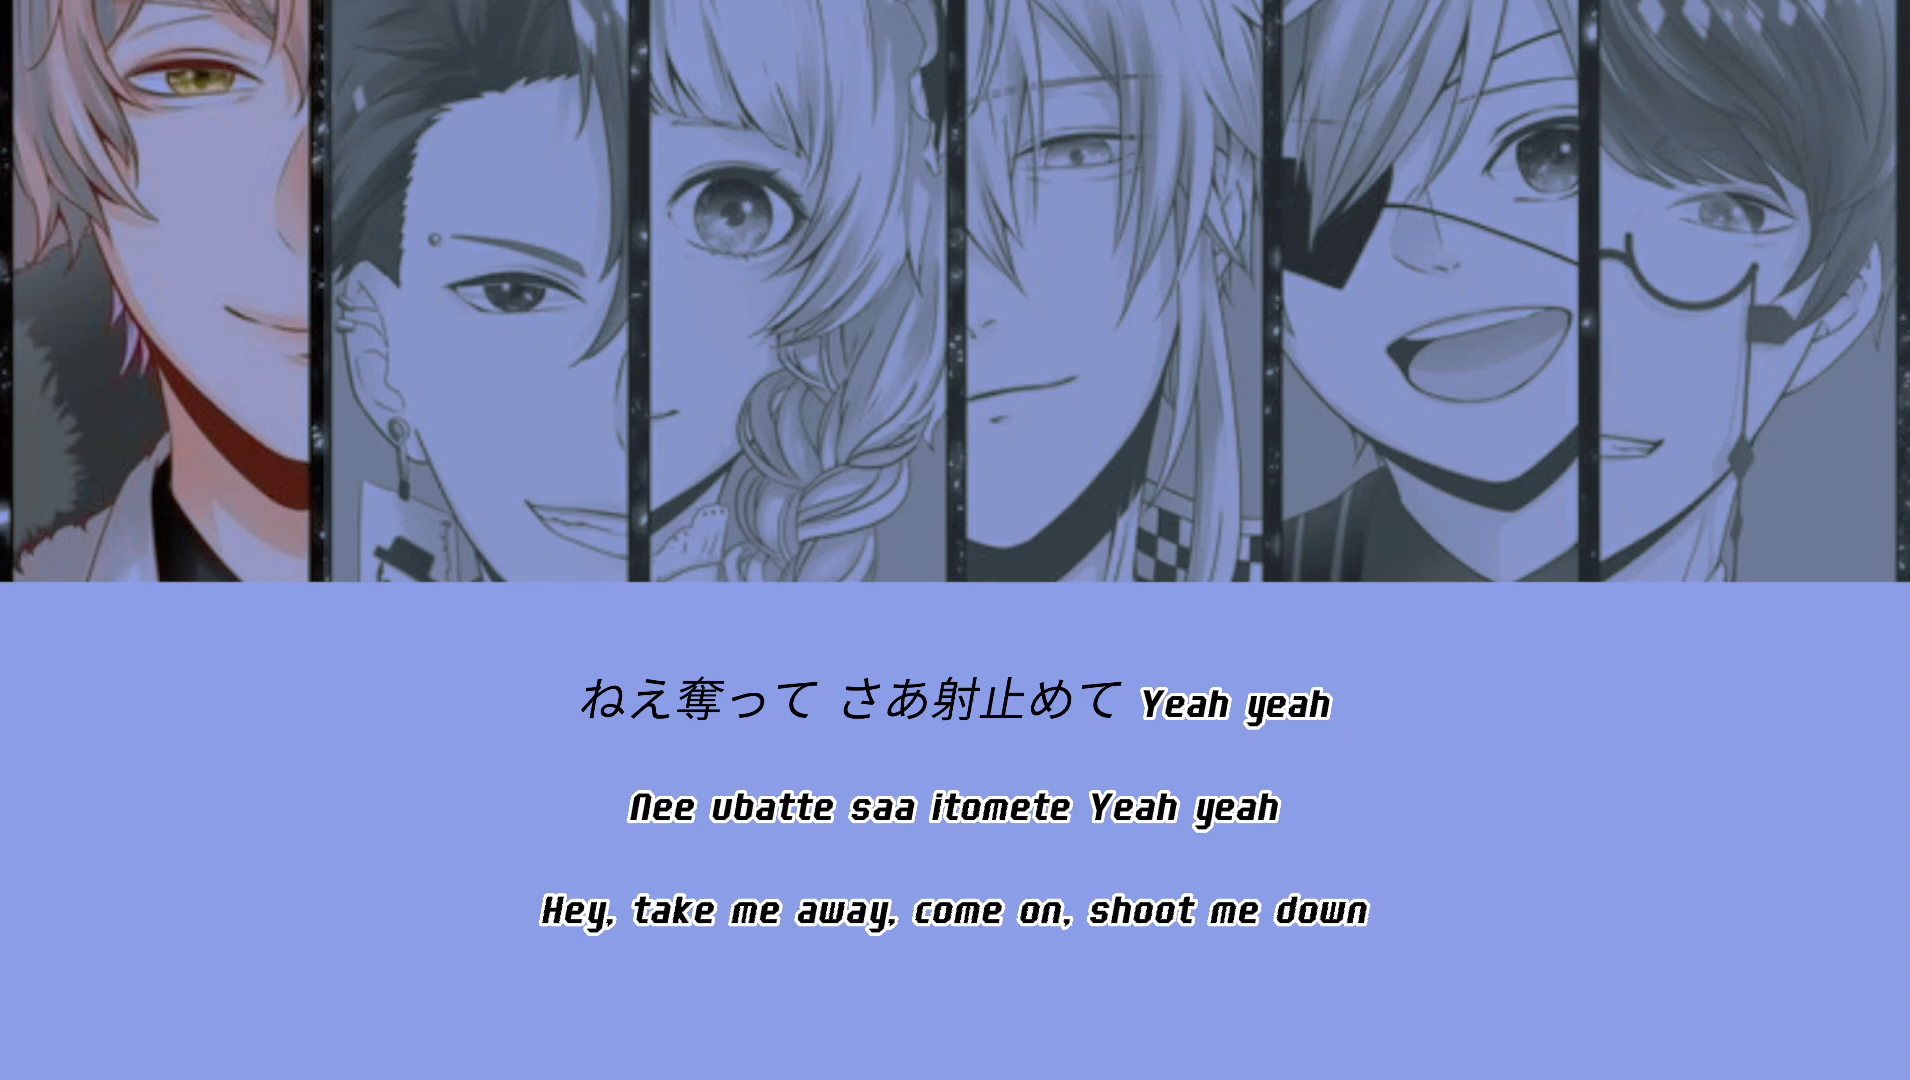 ねえ奪って さあ射止めて Yeah yeah
Nee ubatte saa itomete Yeah yeah
Hey, take me away, come on, shoot me down